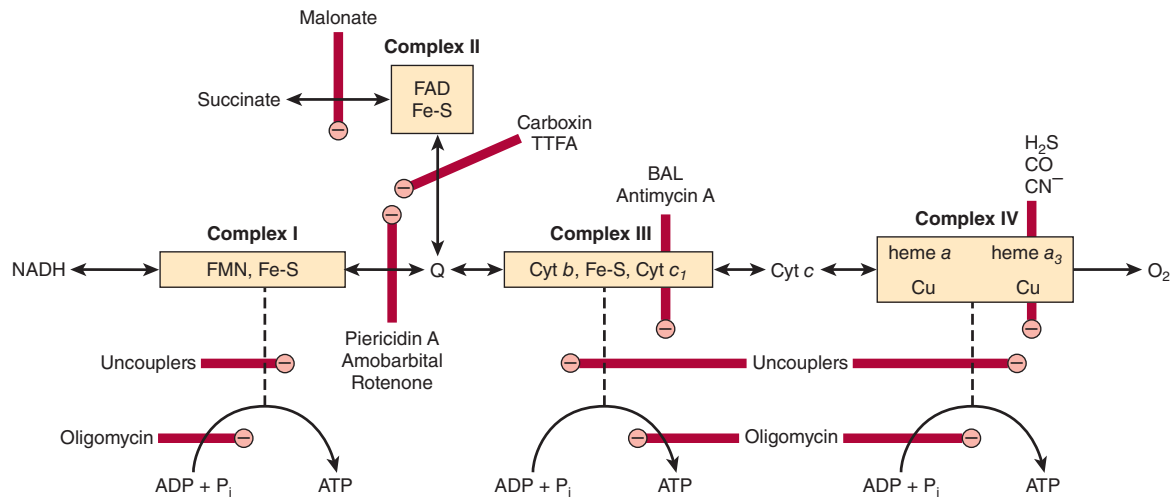 Malonate
Complex II
Succinate
FAD
Fe-S
Carboxin
TTFA
H₂S
CO
CN⁻
BAL
Antimycin A
Complex I
Complex III
Complex IV
NADH
FMN, Fe-S
Q
Cyt b, Fe-S, Cyt c₁
Cyt c
heme a
heme a₃
Cu
Cu
O₂
Piericidin A
Amobarbital
Rotenone
Uncouplers
Uncouplers
Oligomycin
Oligomycin
ADP + Pᵢ
ATP
ADP + Pᵢ
ATP
ADP + Pᵢ
ATP